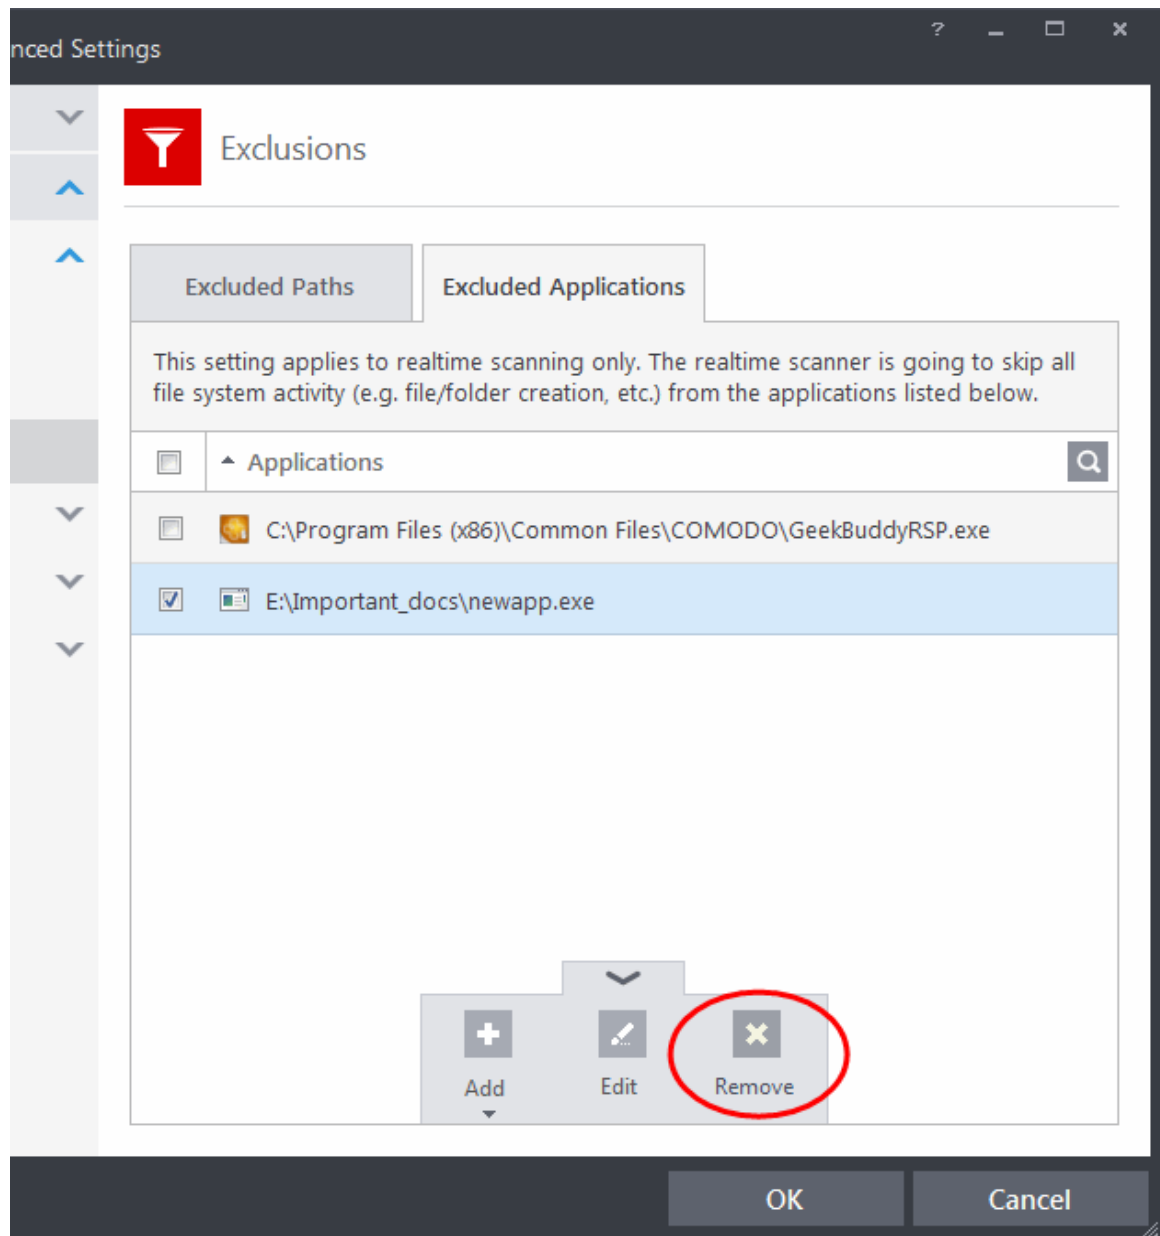 nced Settings
?
Exclusions
Excluded Paths
Excluded Applications
This setting applies to realtime scanning only. The realtime scanner is going to skip all
file system activity (e.g. file/folder creation, etc.) from the applications listed below.
Applications
C:\Program Files (x86)\Common Files\COMODO\GeekBuddyRSP.exe
E:\Important_docs\newapp.exe
Add
Edit
Remove
OK
Cancel